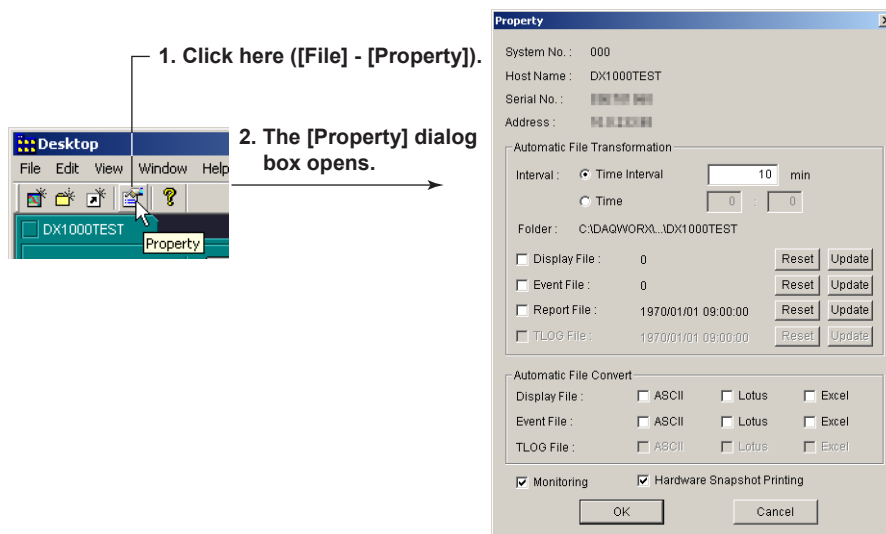 1. Click here ([File] - [Property]).
2. The [Property] dialog
box opens.
Desktop
File Edit View Window Help
DX1000TEST
Property
Property
System No. : 000
Host Name : DX1000TEST
Serial No. :
Address :
Automatic File Transformation
Interval : Time Interval 10 min
Time 0 : 0
Folder : C:\DAQWORX\...\DX1000TEST
Display File : 0 Reset Update
Event File : 0 Reset Update
Report File : 1970/01/01 09:00:00 Reset Update
TLOG File : 1970/01/01 09:00:00 Reset Update
Automatic File Convert
Display File : ASCII Lotus Excel
Event File : ASCII Lotus Excel
TLOG File : ASCII Lotus Excel
Monitoring Hardware Snapshot Printing
OK Cancel